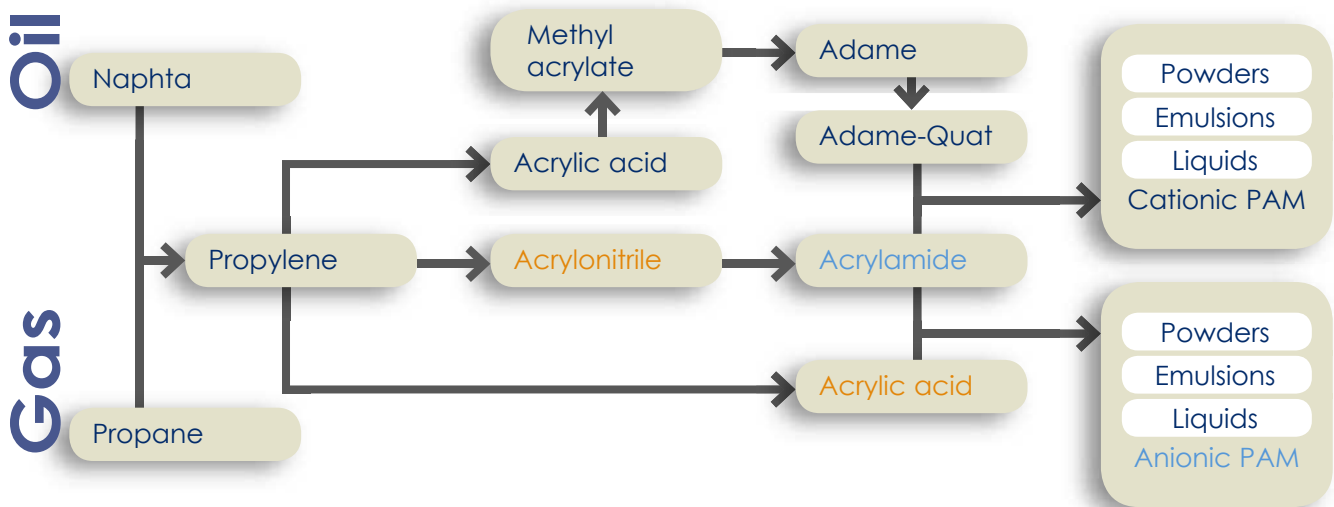 Oil
Naphta
Methyl
acrylate
Adame
Powders
Emulsions
Liquids
Cationic PAM
Acrylic acid
Adame-Quat
Propylene
Acrylonitrile
Acrylamide
Gas
Propane
Acrylic acid
Powders
Emulsions
Liquids
Anionic PAM